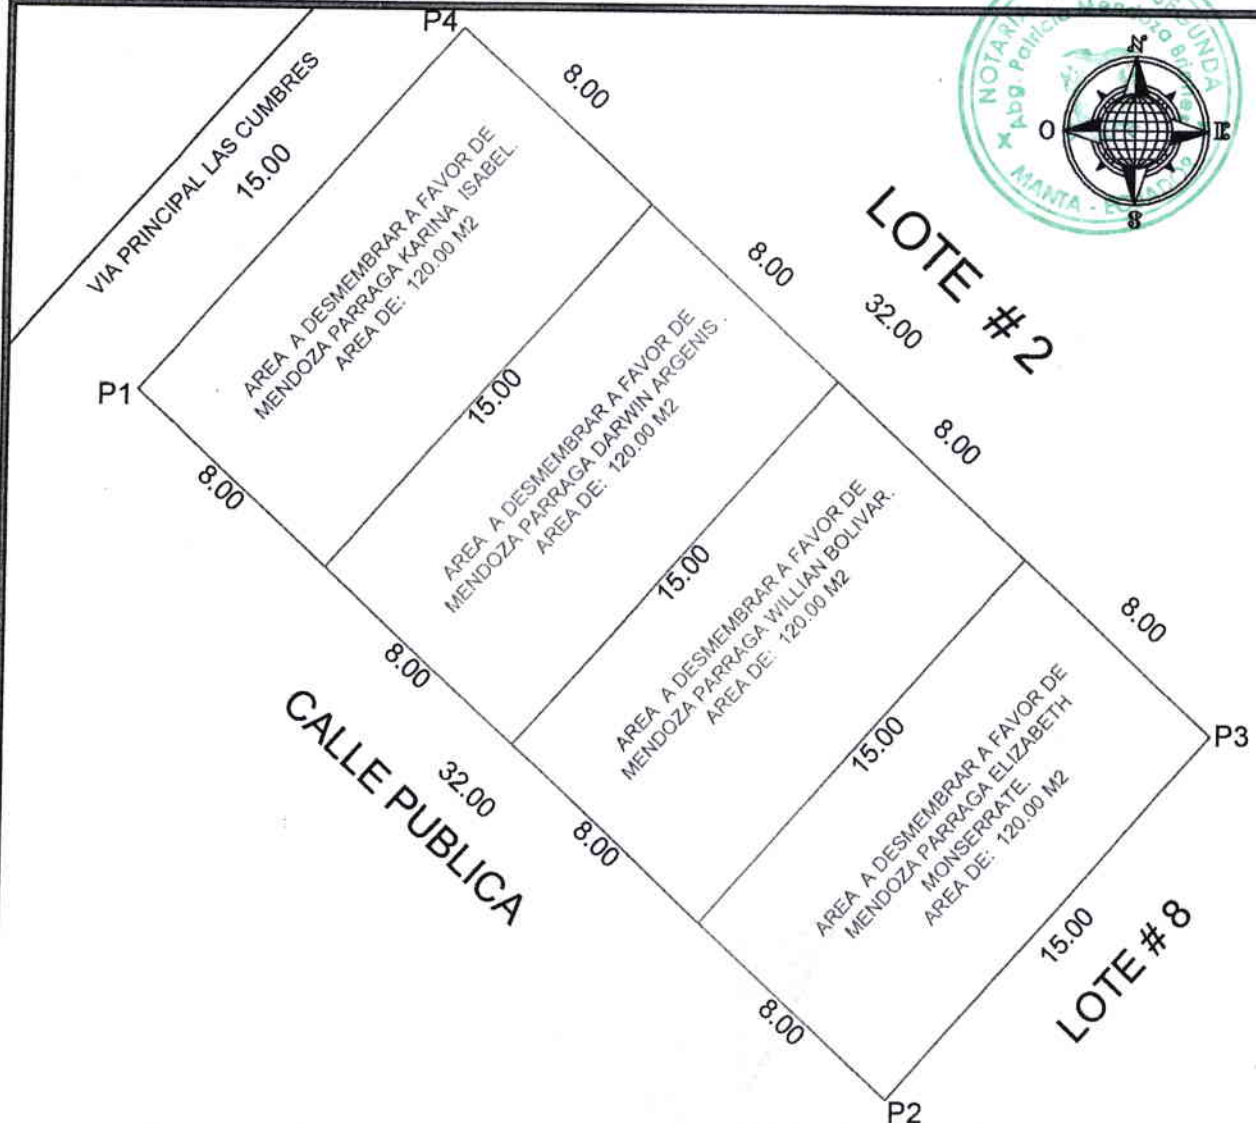 P4
8.00
VIA PRINCIPAL LAS CUMBRES
15.00
AREA A DESMEMBRAR A FAVOR DE
MENDOZA PARRAGA KARINA ISABEL.
AREA DE: 120.00 M2
P1
8.00
15.00
8.00
32.00
LOTE # 2
N
O
E
S
NOTARIA
SEGUNDA
Abg. Patricia Mendoza
MANTA - ECUADOR
AREA A DESMEMBRAR A FAVOR DE
MENDOZA PARRAGA DARWIN ARGENIS .
AREA DE: 120.00 M2
8.00
15.00
8.00
AREA A DESMEMBRAR A FAVOR DE
MENDOZA PARRAGA WILLIAN BOLIVAR.
AREA DE: 120.00 M2
8.00
15.00
8.00
CALLE PUBLICA
32.00
AREA A DESMEMBRAR A FAVOR DE
MENDOZA PARRAGA ELIZABETH
MONSERRATE.
AREA DE: 120.00 M2
P3
8.00
15.00
LOTE # 8
P2